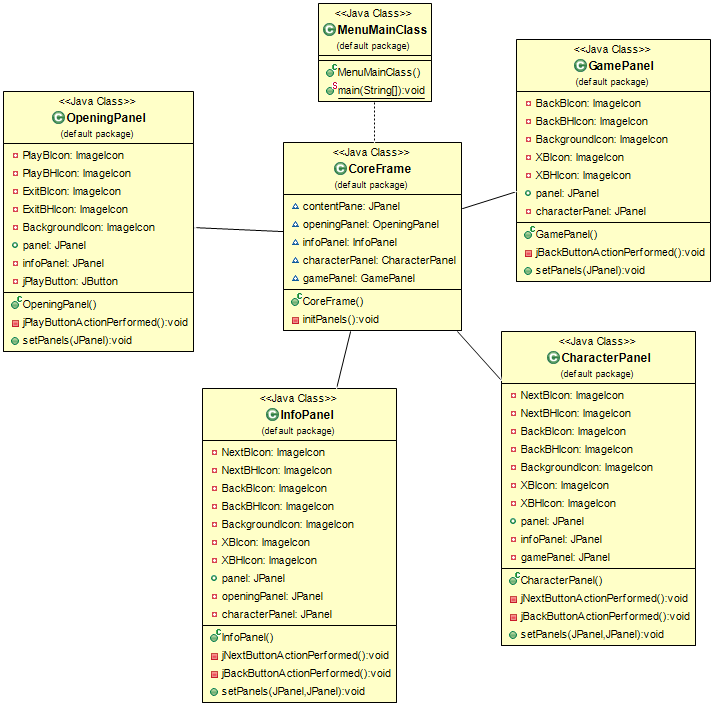 <<Java Class>>
MenuMainClass
(default package)
MenuMainClass()
main(String[]):void
<<Java Class>>
OpeningPanel
(default package)
PlayBIcon: ImageIcon
PlayBHIcon: ImageIcon
ExitBIcon: ImageIcon
ExitBHIcon: ImageIcon
BackgroundIcon: ImageIcon
panel: JPanel
infoPanel: JPanel
jPlayButton: JButton
OpeningPanel()
jPlayButtonActionPerformed():void
setPanels(JPanel):void
<<Java Class>>
CoreFrame
(default package)
contentPane: JPanel
openingPanel: OpeningPanel
infoPanel: InfoPanel
characterPanel: CharacterPanel
gamePanel: GamePanel
CoreFrame()
initPanels():void
<<Java Class>>
GamePanel
(default package)
BackBIcon: ImageIcon
BackBHIcon: ImageIcon
BackgroundIcon: ImageIcon
XBIcon: ImageIcon
XBHIcon: ImageIcon
panel: JPanel
characterPanel: JPanel
GamePanel()
jBackButtonActionPerformed():void
setPanels(JPanel):void
<<Java Class>>
InfoPanel
(default package)
NextBIcon: ImageIcon
NextBHIcon: ImageIcon
BackBIcon: ImageIcon
BackBHIcon: ImageIcon
BackgroundIcon: ImageIcon
XBIcon: ImageIcon
XBHIcon: ImageIcon
panel: JPanel
openingPanel: JPanel
characterPanel: JPanel
InfoPanel()
jNextButtonActionPerformed():void
jBackButtonActionPerformed():void
setPanels(JPanel,JPanel):void
<<Java Class>>
CharacterPanel
(default package)
NextBIcon: ImageIcon
NextBHIcon: ImageIcon
BackBIcon: ImageIcon
BackBHIcon: ImageIcon
BackgroundIcon: ImageIcon
XBIcon: ImageIcon
XBHIcon: ImageIcon
panel: JPanel
infoPanel: JPanel
gamePanel: JPanel
CharacterPanel()
jNextButtonActionPerformed():void
jBackButtonActionPerformed():void
setPanels(JPanel,JPanel):void